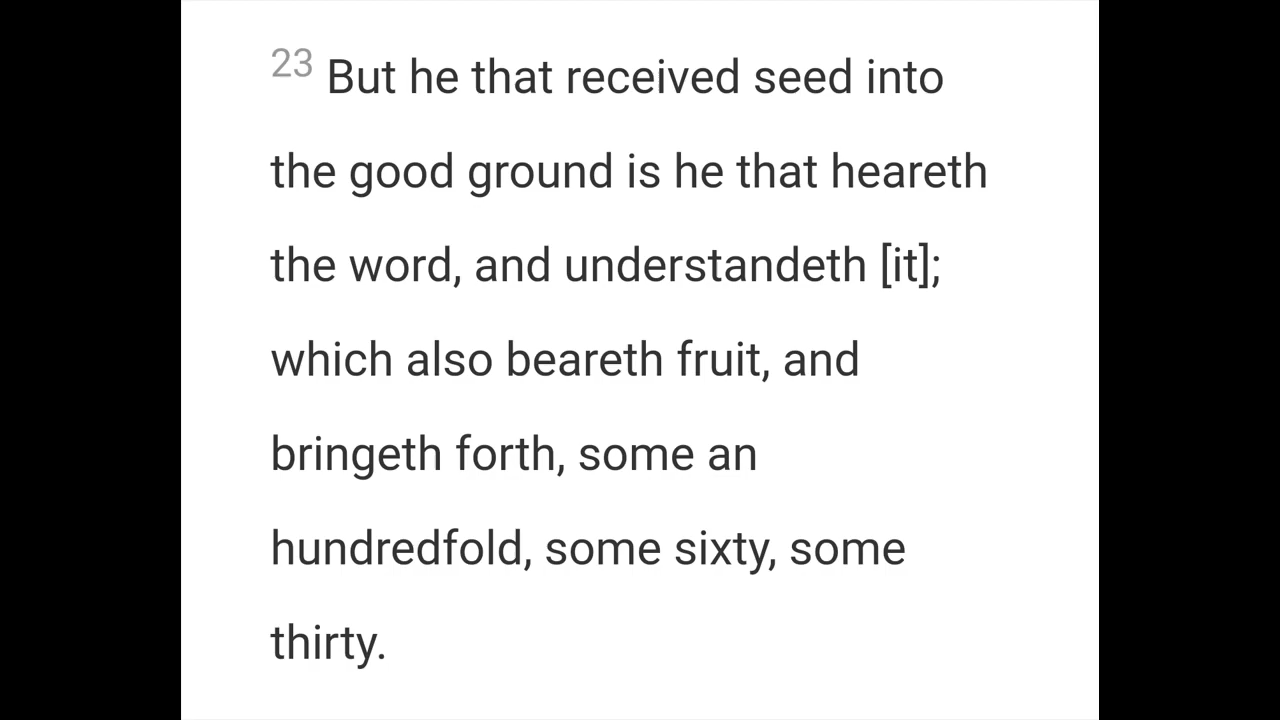 23 But he that received seed into
the good ground is he that heareth
the word, and understandeth [it];
which also beareth fruit, and
bringeth forth, some an
hundredfold, some sixty, some
thirty.